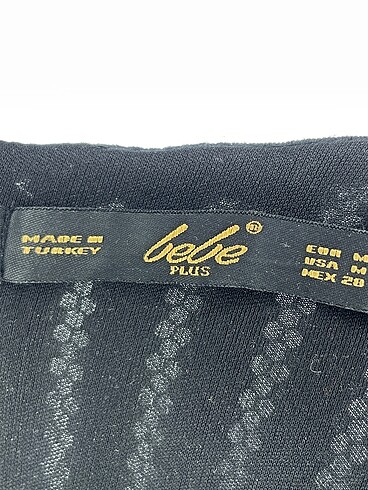 MADE IN
TURKEY
bebe
PLUS
EUR M
USA M
MEX 28